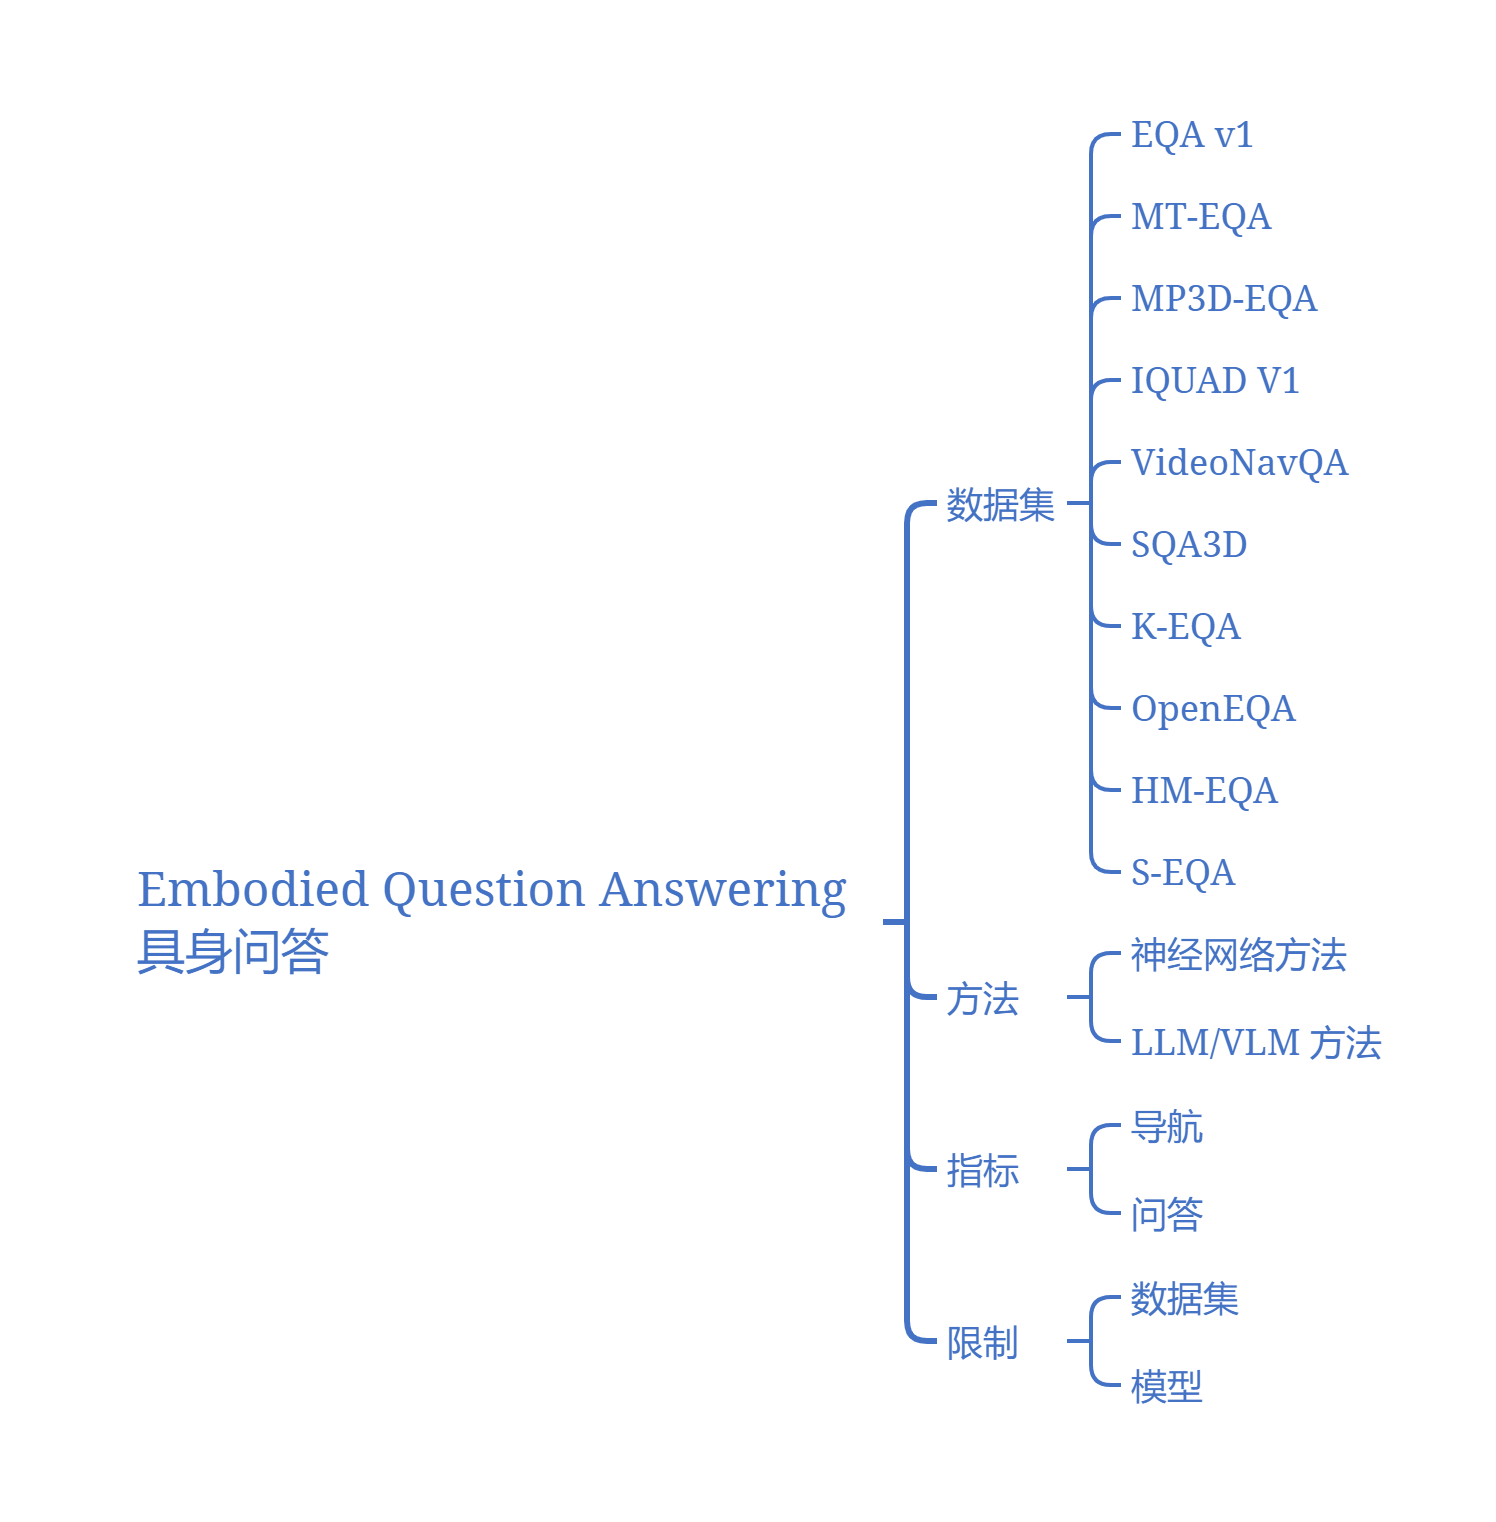 Embodied Question Answering
具身问答
数据集
EQA v1
MT-EQA
MP3D-EQA
IQUAD V1
VideoNavQA
SQA3D
K-EQA
OpenEQA
HM-EQA
S-EQA
方法
神经网络方法
LLM/VLM 方法
指标
导航
问答
限制
数据集
模型